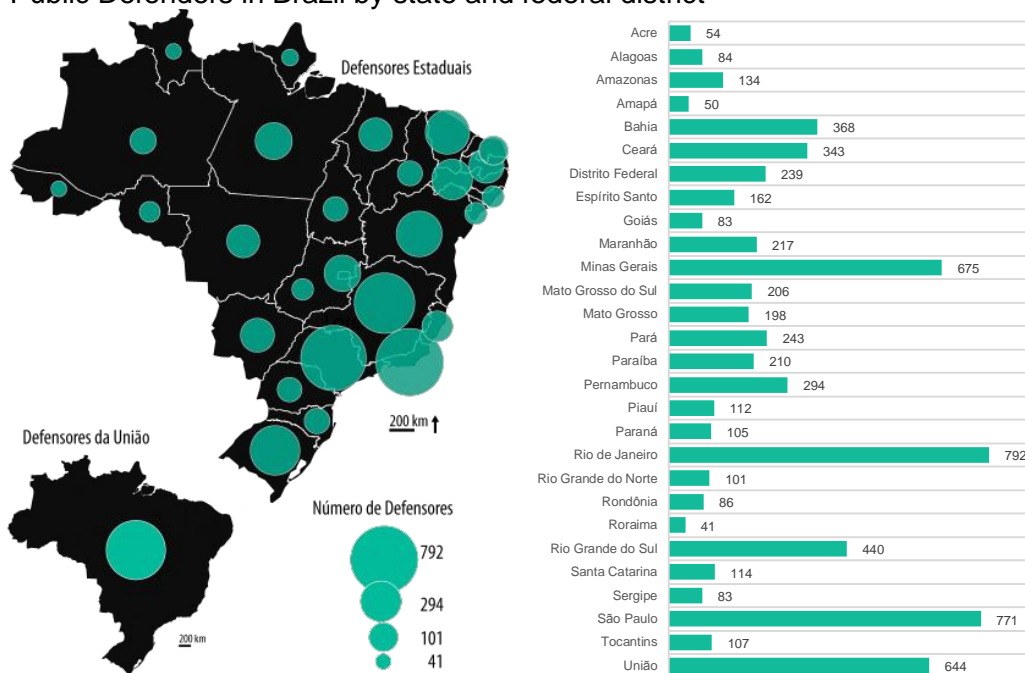 Public Defenders in Brazil by state and federal district
Defensores Estaduais
200 km
Defensores da União
200 km
Número de Defensores
792
294
101
41
Acre 54
Alagoas 84
Amazonas 134
Amapá 50
Bahia 368
Ceará 343
Distrito Federal 239
Espírito Santo 162
Goiás 83
Maranhão 217
Minas Gerais 675
Mato Grosso do Sul 206
Mato Grosso 198
Pará 243
Paraíba 210
Pernambuco 294
Piauí 112
Paraná 105
Rio de Janeiro 792
Rio Grande do Norte 101
Rondônia 86
Roraima 41
Rio Grande do Sul 440
Santa Catarina 114
Sergipe 83
São Paulo 771
Tocantins 107
União 644